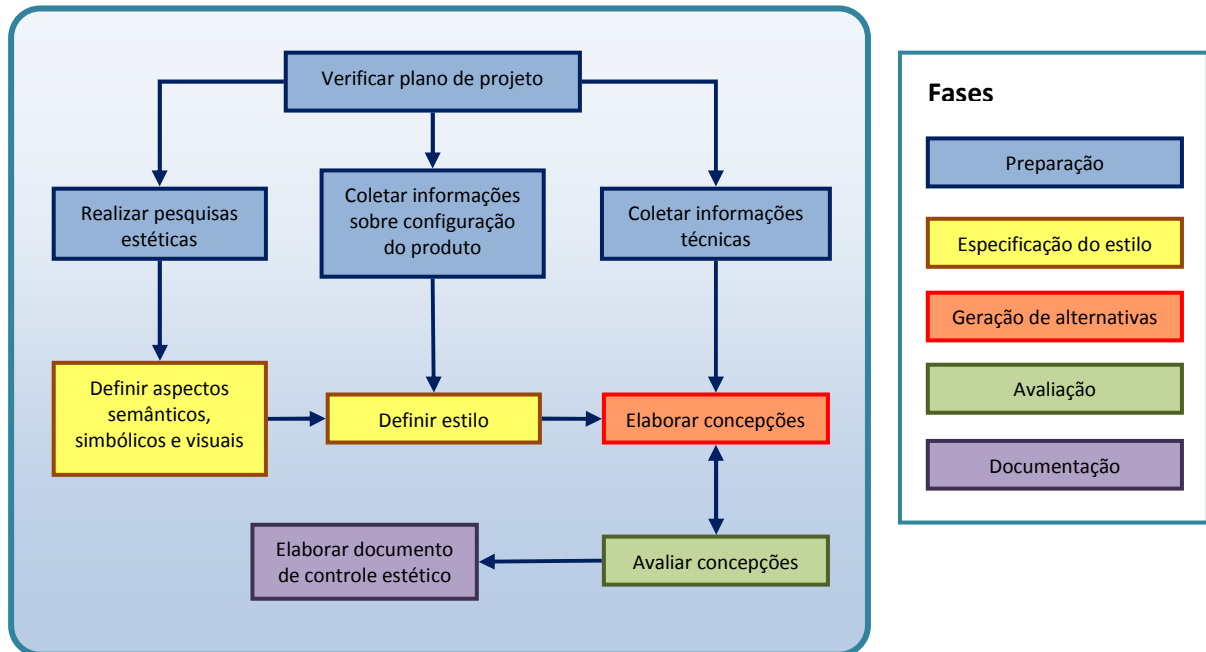 Verificar plano de projeto
Realizar pesquisas
estéticas
Coletar informações
sobre configuração
do produto
Coletar informações
técnicas
Definir aspectos
semânticos,
simbólicos e visuais
Definir estilo
Elaborar concepções
Elaborar documento
de controle estético
Avaliar concepções
Fases
Preparação
Especificação do estilo
Geração de alternativas
Avaliação
Documentação